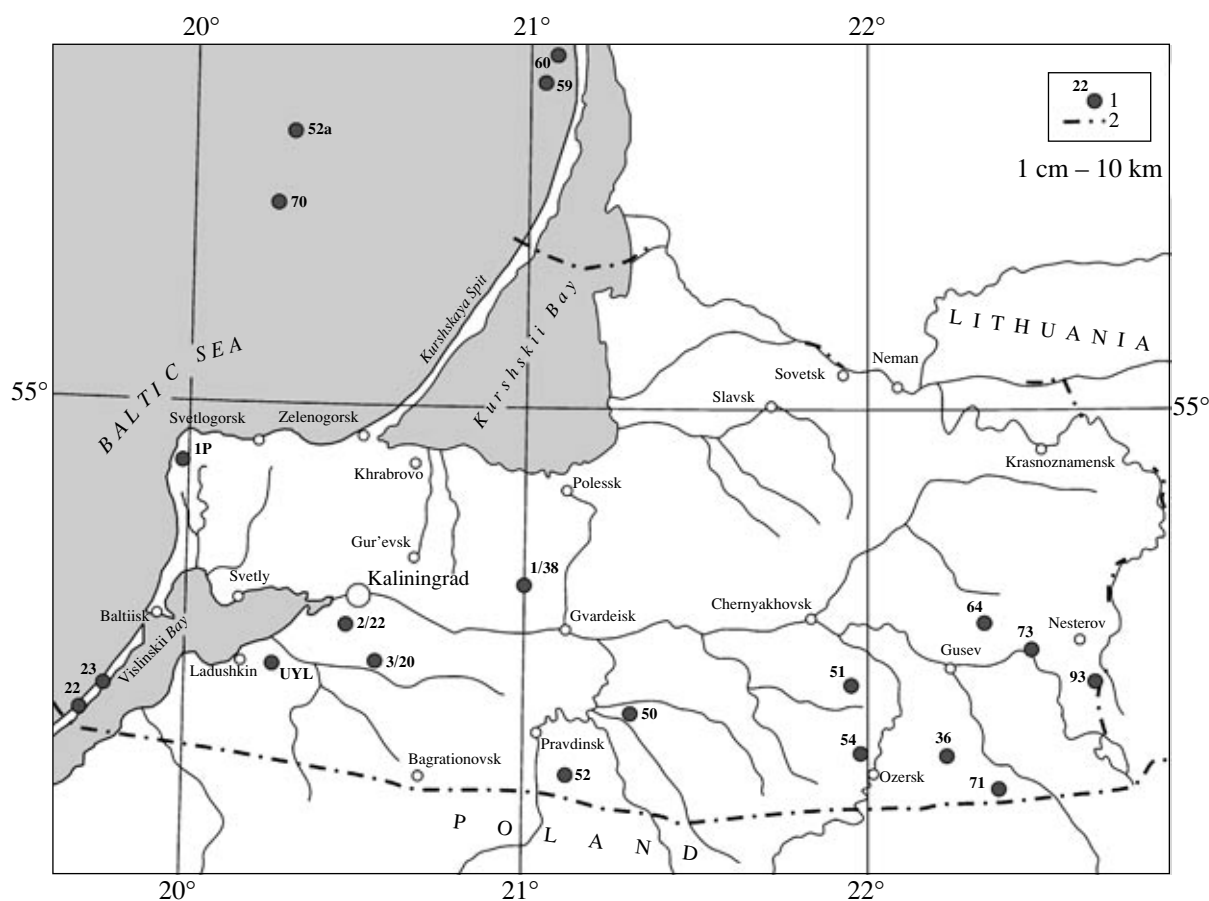 20°
21°
22°
60
59
22
1
2
52a
1 cm – 10 km
70
Kurshskaya Spit
Kurshskii Bay
LITHUANIA
BALTIC SEA
Neman
Sovetsk
55°
55°
Slavsk
Svetlogorsk
Zelenogorsk
1P
Khrabrovo
Krasnoznamensk
Polessk
Gur'evsk
1/38
Svetly
Kaliningrad
Baltiisk
2/22
Chernyakhovsk
64
Gvardeisk
Nesterov
Vislinskii Bay
73
Ladushkin
UYL
3/20
Gusev
23
51
93
22
50
Pravdinsk
54
36
Bagrationovsk
52
Ozersk
71
POLAND
20°
21°
22°